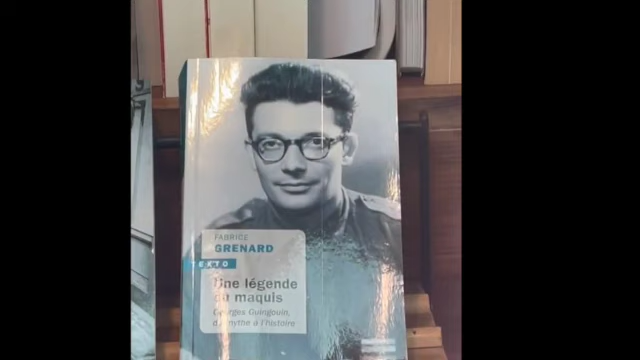 FABRICE
GRENARD
TEXTO
Une légende
du maquis
Georges Guingouin,
du mythe à l'histoire